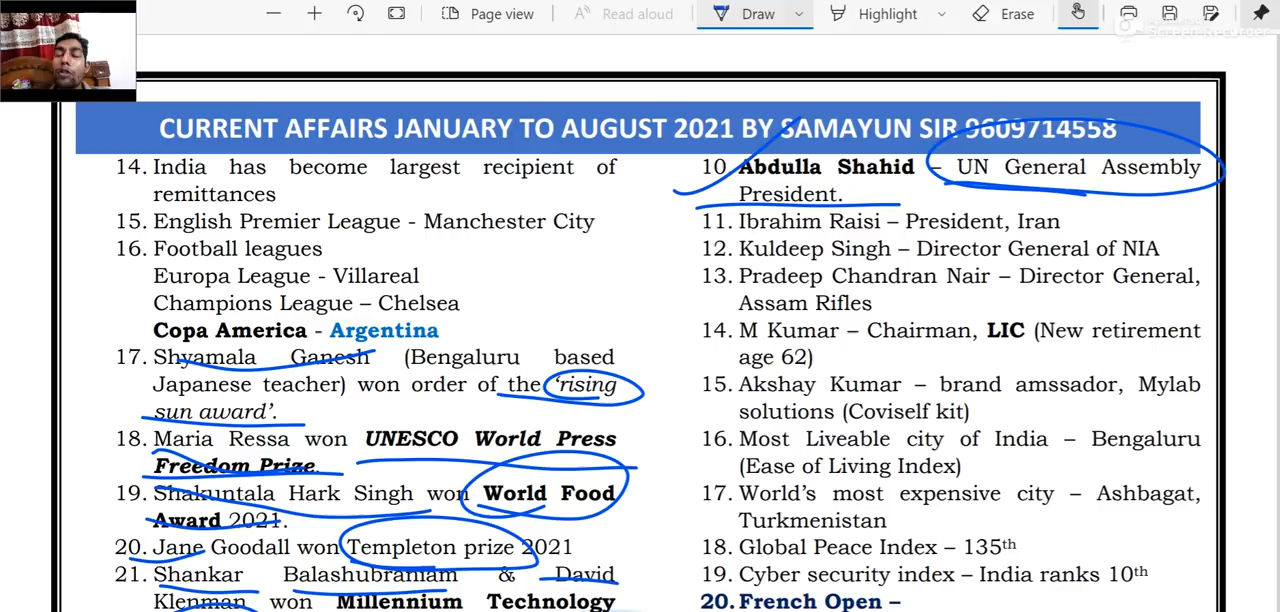 Page view
Read aloud
Draw
Highlight
Erase
Screen Recorder
CURRENT AFFAIRS JANUARY TO AUGUST 2021 BY SAMAYUN SIR 9609714558
14. India has become largest recipient of
remittances
15. English Premier League - Manchester City
16. Football leagues
Europa League - Villareal
Champions League – Chelsea
Copa America - Argentina
17. Shyamala Ganesh (Bengaluru based
Japanese teacher) won order of the ‘rising
sun award’.
18. Maria Ressa won UNESCO World Press
Freedom Prize.
19. Shakuntala Hark Singh won World Food
Award 2021.
20. Jane Goodall won Templeton prize 2021
21. Shankar Balashubraniam & David
Klenman won Millennium Technology
10. Abdulla Shahid – UN General Assembly
President.
11. Ibrahim Raisi – President, Iran
12. Kuldeep Singh – Director General of NIA
13. Pradeep Chandran Nair – Director General,
Assam Rifles
14. M Kumar – Chairman, LIC (New retirement
age 62)
15. Akshay Kumar – brand amssador, Mylab
solutions (Coviself kit)
16. Most Liveable city of India – Bengaluru
(Ease of Living Index)
17. World’s most expensive city – Ashbagat,
Turkmenistan
18. Global Peace Index – 135th
19. Cyber security index – India ranks 10th
20. French Open –